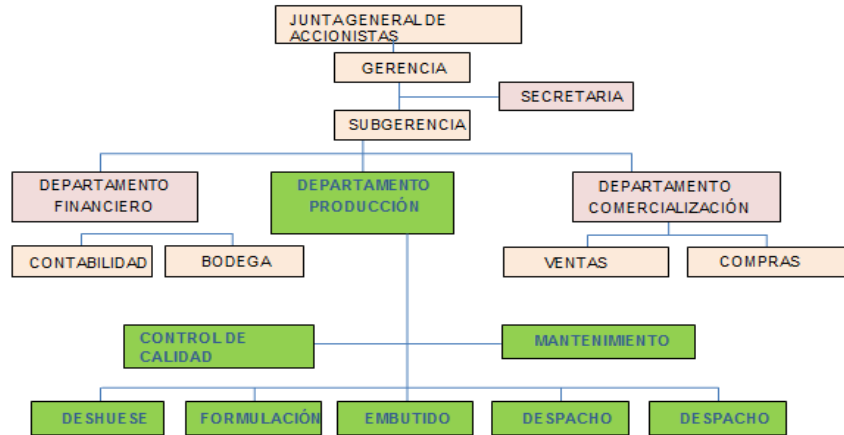 JUNTA GENERAL DE
ACCIONISTAS
GERENCIA
SECRETARIA
SUBGERENCIA
DEPARTAMENTO
FINANCIERO
DEPARTAMENTO
PRODUCCIÓN
DEPARTAMENTO
COMERCIALIZACIÓN
CONTABILIDAD
BODEGA
VENTAS
COMPRAS
CONTROL DE
CALIDAD
MANTENIMIENTO
DESHUESE
FORMULACIÓN
EMBUTIDO
DESPACHO
DESPACHO